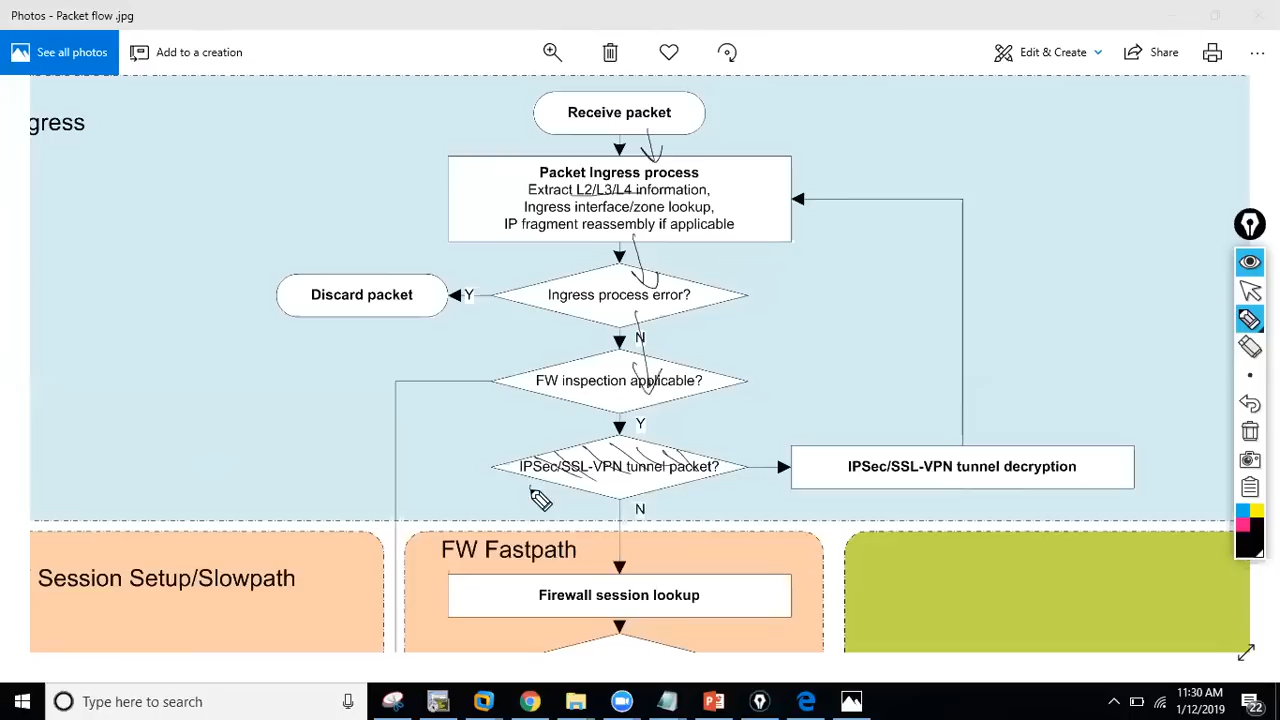 Photos - Packet flow .jpg
See all photos
Add to a creation
Edit & Create
Share
gress
Receive packet
Packet Ingress process
Extract L2/L3/L4 information,
Ingress interface/zone lookup,
IP fragment reassembly if applicable
Discard packet
Y
Ingress process error?
N
FW inspection applicable?
Y
IPSec/SSL-VPN tunnel packet?
IPSec/SSL-VPN tunnel decryption
N
Session Setup/Slowpath
FW Fastpath
Firewall session lookup
Type here to search
11:30 AM
1/12/2019
22